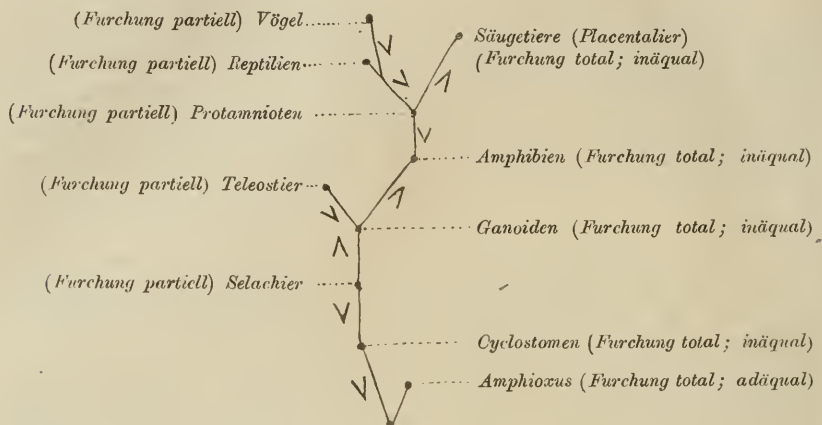 (Furchung partiell) Vögel
Säugetiere (Placentalier)
(Furchung total; inäqual)
(Furchung partiell) Reptilien
(Furchung partiell) Protamnioten
Amphibien (Furchung total; inäqual)
(Furchung partiell) Teleostier
Ganoiden (Furchung total; inäqual)
(Furchung partiell) Selachier
Cyclostomen (Furchung total; inäqual)
Amphioxus (Furchung total; adäqual)